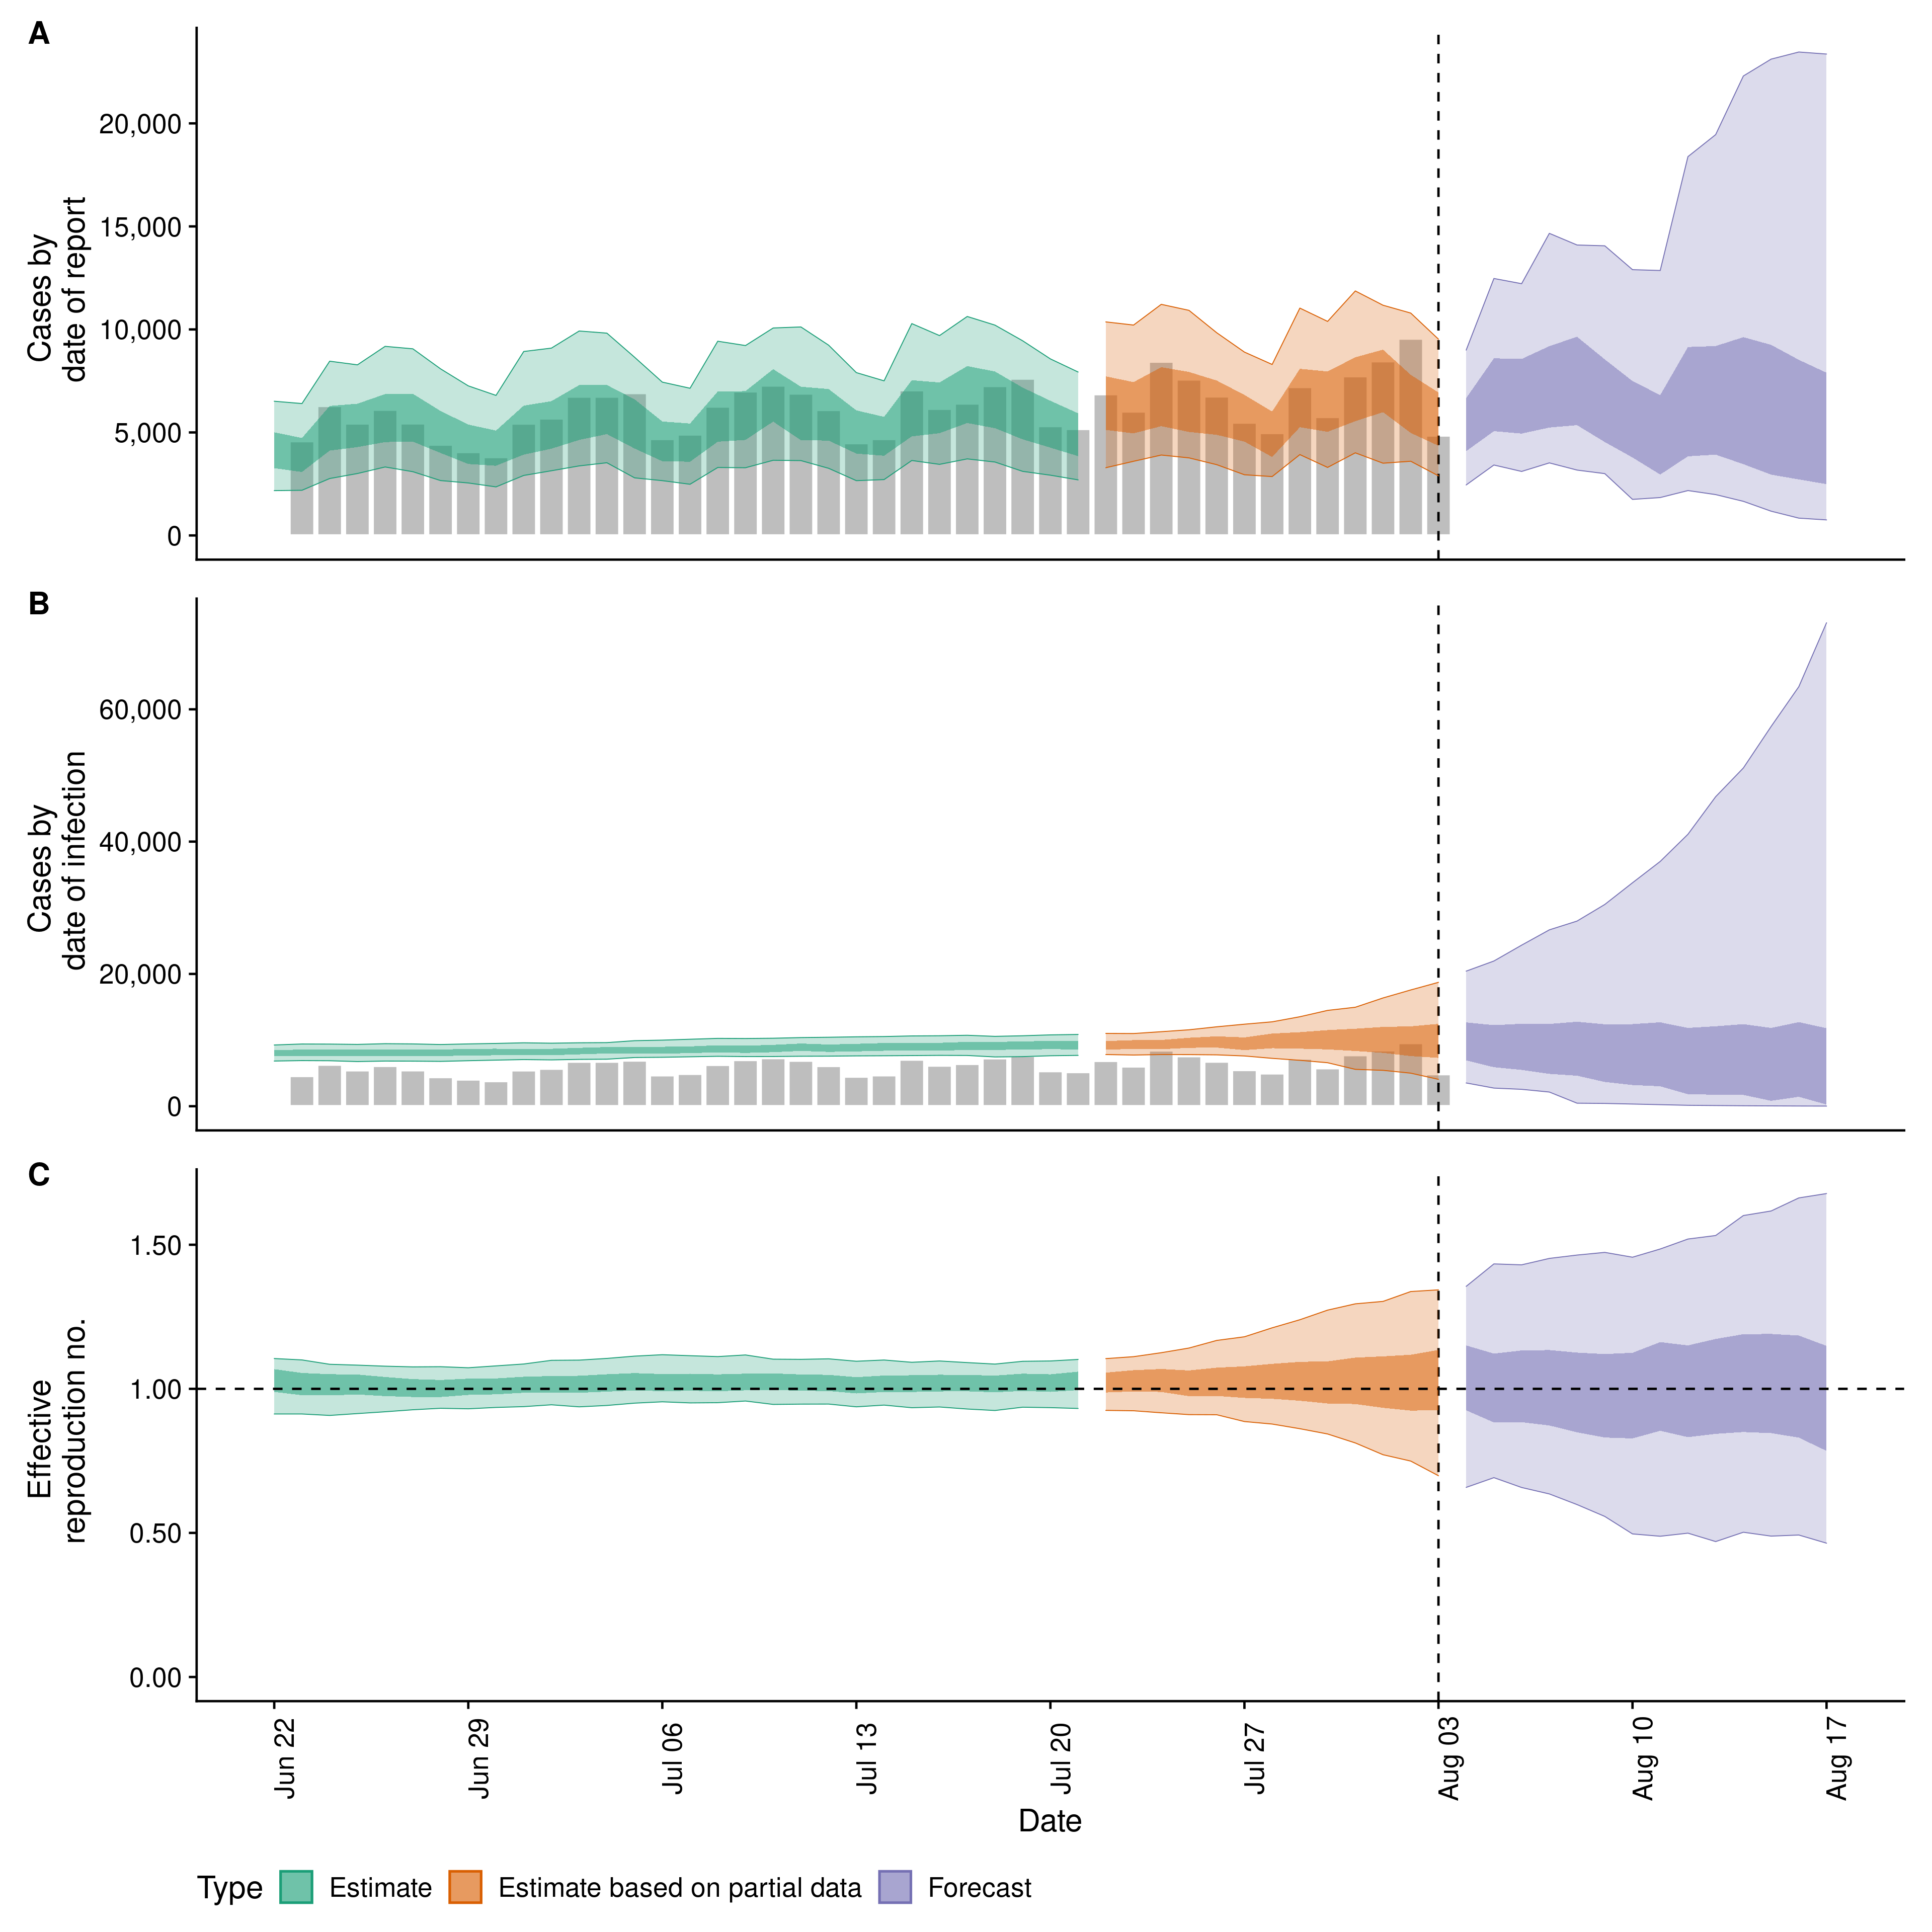 A
20,000
15,000
10,000
5,000
0
Cases by
date of report
B
60,000
40,000
20,000
0
Cases by
date of infection
C
1.50
1.00
0.50
0.00
Effective
reproduction no.
Jun 22
Jun 29
Jul 06
Jul 13
Jul 20
Jul 27
Aug 03
Aug 10
Aug 17
Date
Type Estimate Estimate based on partial data Forecast